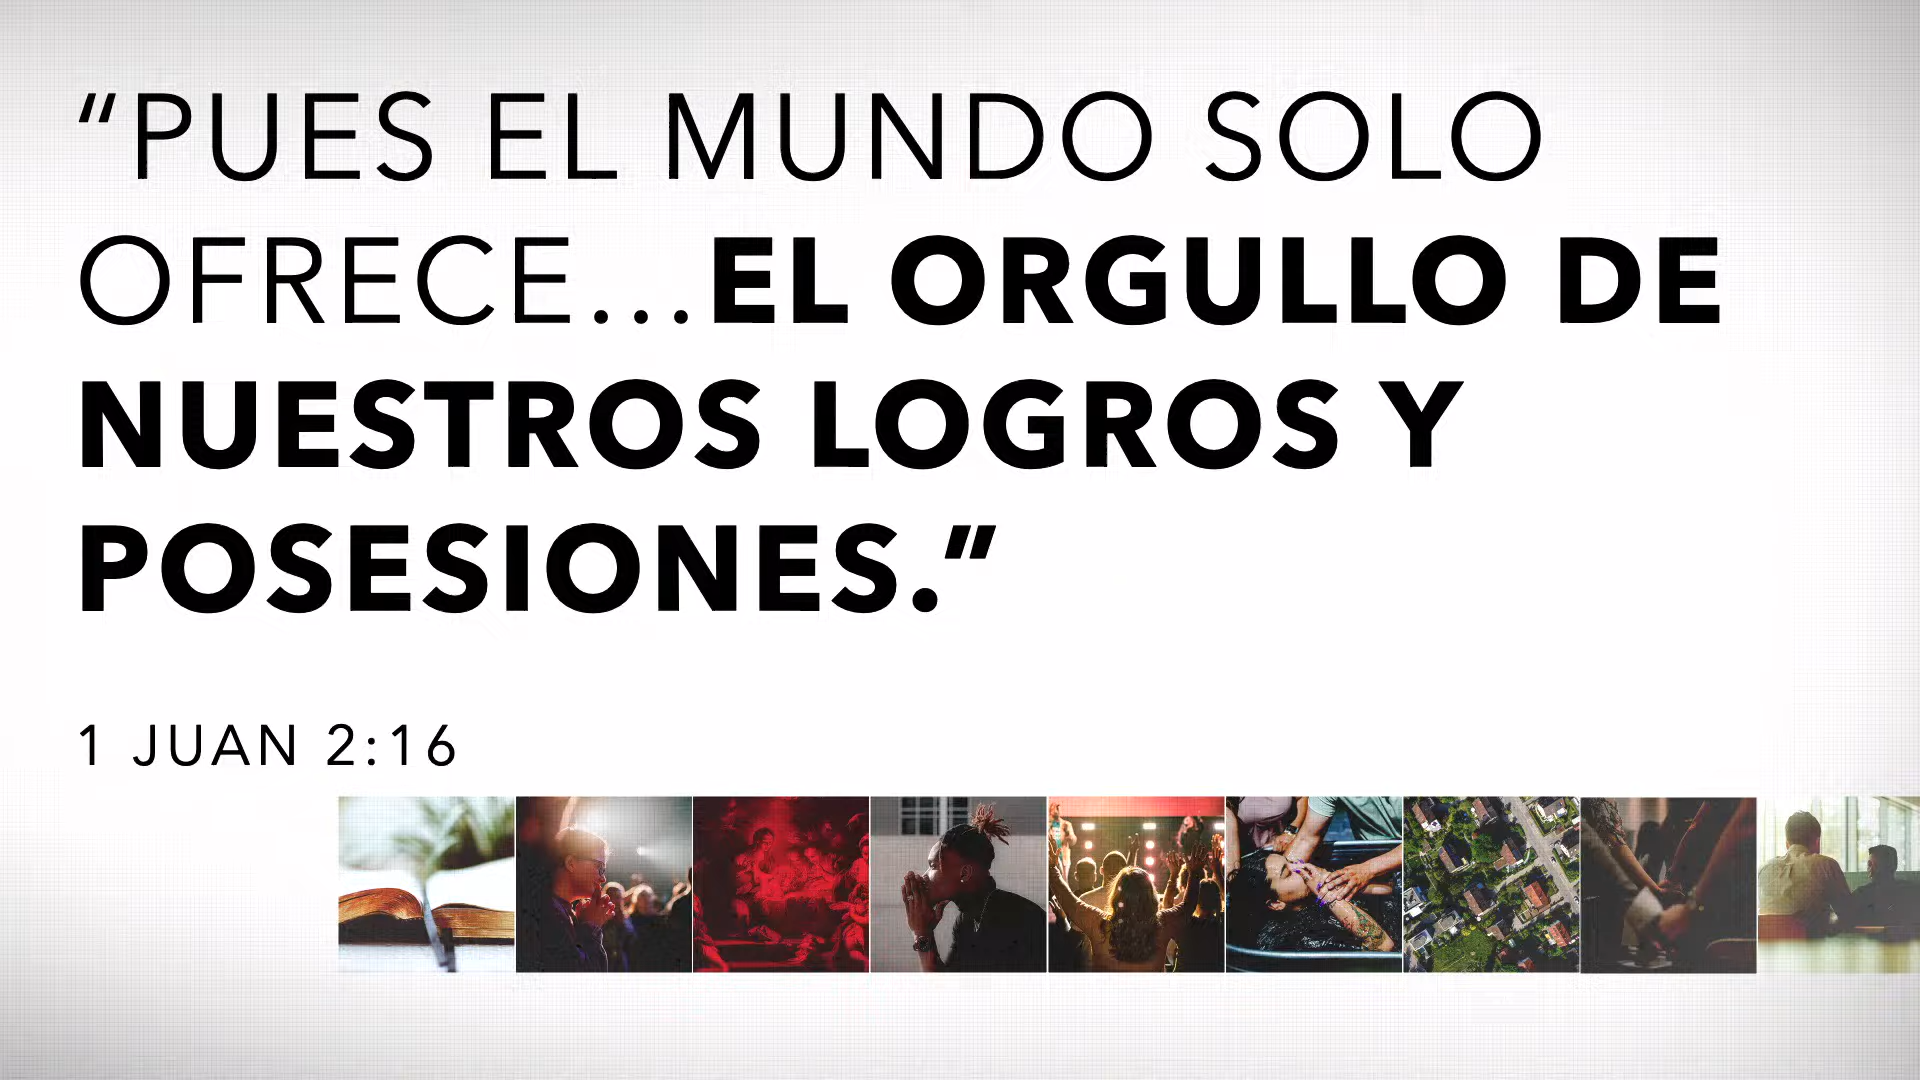 “PUES EL MUNDO SOLO
OFRECE...EL ORGULLO DE
NUESTROS LOGROS Y
POSESIONES.”
1 JUAN 2:16